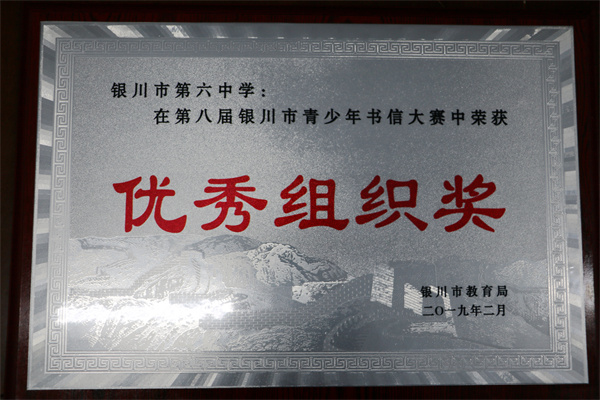 银川市第六中学：
在第八届银川市青少年书信大赛中荣获
优秀组织奖
银川市教育局
二〇一九年二月